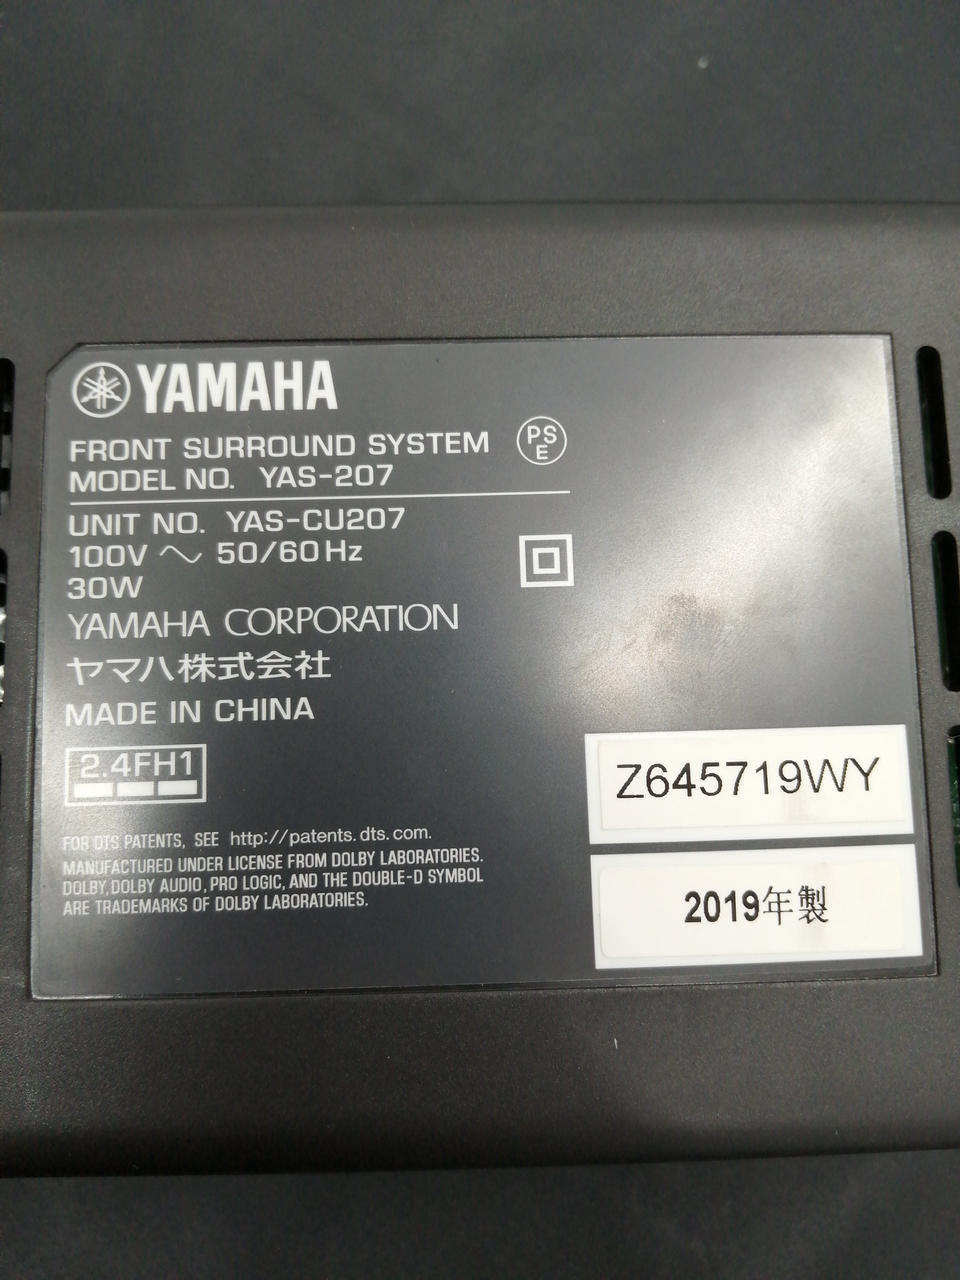 YAMAHA
FRONT SURROUND SYSTEM
PSE
MODEL NO. YAS-207
UNIT NO. YAS-CU207
100V ～ 50/60Hz
30W
YAMAHA CORPORATION
ヤマハ株式会社
MADE IN CHINA
2.4FH1
Z645719WY
FOR DTS PATENTS, SEE http://patents.dts.com.
MANUFACTURED UNDER LICENSE FROM DOLBY LABORATORIES.
DOLBY, DOLBY AUDIO, PRO LOGIC, AND THE DOUBLE-D SYMBOL
ARE TRADEMARKS OF DOLBY LABORATORIES.
2019年製